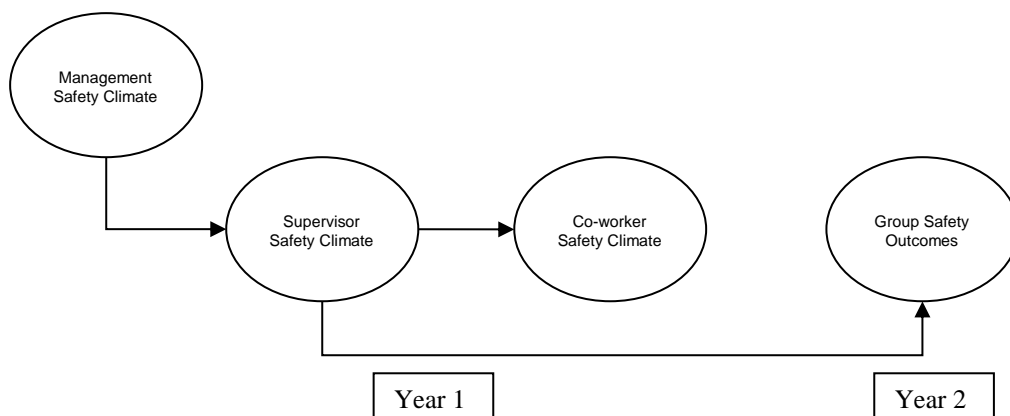 Management
Safety Climate
Supervisor
Safety Climate
Co-worker
Safety Climate
Group Safety
Outcomes
Year 1
Year 2